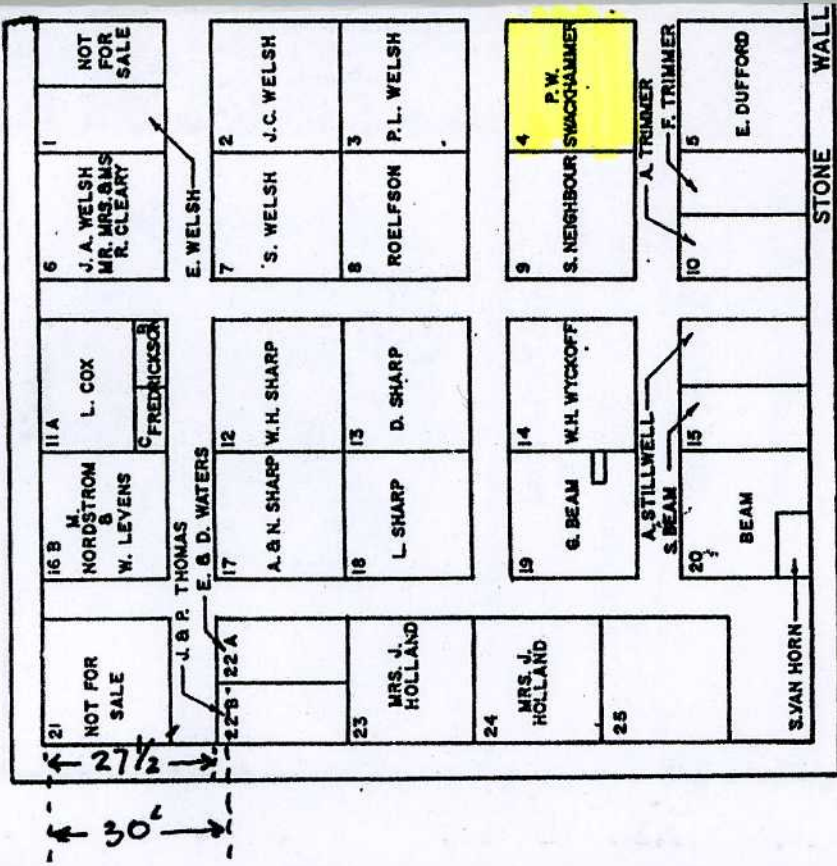 NOT
FOR
SALE
1
6
J. A. WELSH
MR. MRS. & MS
R. CLEARY
E. WELSH
11 A
L. COX
B
C FREDRICKSON
16 B
M.
NORDSTROM
&
W. LEVENS
21
NOT FOR
SALE
2
J.C. WELSH
7
S. WELSH
12
W. H. SHARP
17
A. & N. SHARP
J. & P. THOMAS
E. & D. WATERS
22 B
22 A
3
P. L. WELSH
8
ROELFSON
13
D. SHARP
18
L. SHARP
23
MRS. J.
HOLLAND
4
P. W.
SWACKHAMMER
9
S. NEIGHBOUR
14
W. H. WYCKOFF
19
G. BEAM
24
MRS. J.
HOLLAND
A. TRIMMER
F. TRIMMER
5
E. DUFFORD
10
A. STILLWELL
S. BEAM
15
20
BEAM
25
S. VAN HORN
STONE WALL
27 1/2
30'